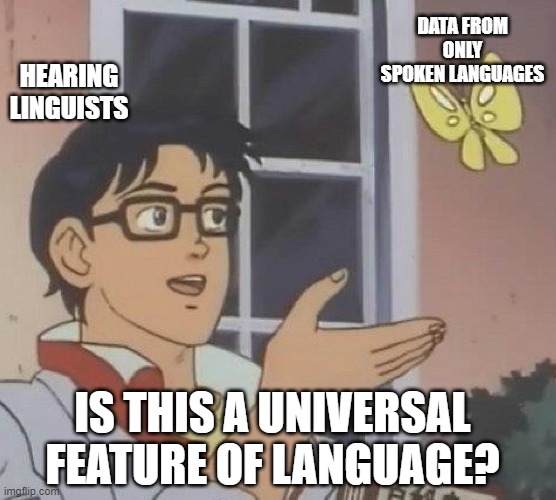 DATA FROM
ONLY
SPOKEN LANGUAGES
HEARING
LINGUISTS
IS THIS A UNIVERSAL
FEATURE OF LANGUAGE?
imgflip.com